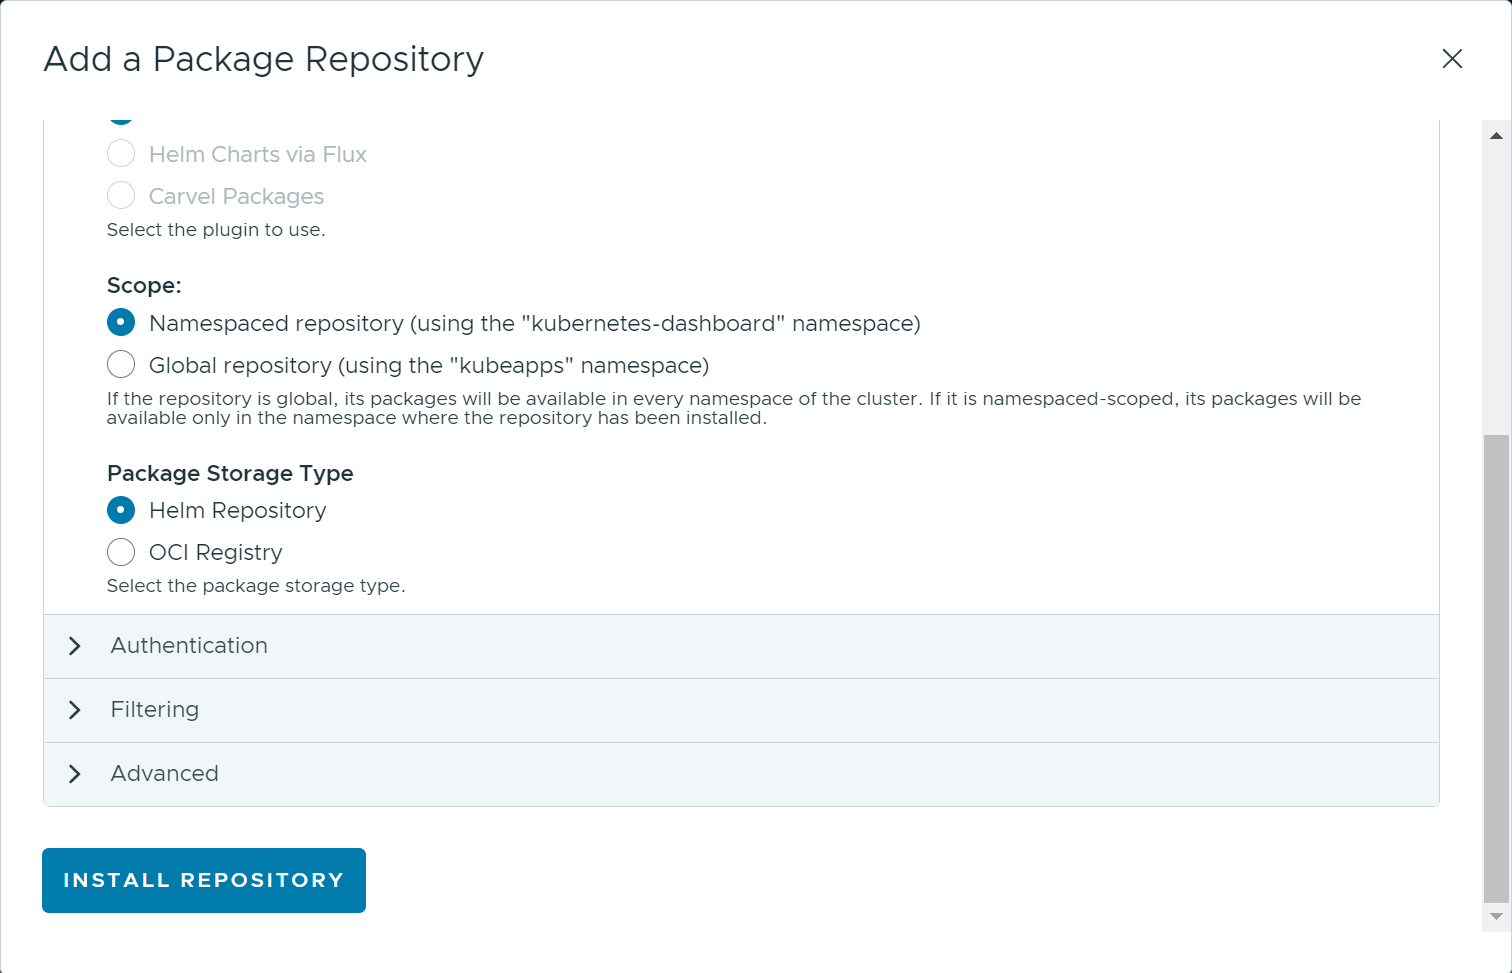 Add a Package Repository
Helm Charts via Flux
Carvel Packages
Select the plugin to use.
Scope:
Namespaced repository (using the "kubernetes-dashboard" namespace)
Global repository (using the "kubeapps" namespace)
If the repository is global, its packages will be available in every namespace of the cluster. If it is namespaced-scoped, its packages will be
available only in the namespace where the repository has been installed.
Package Storage Type
Helm Repository
OCI Registry
Select the package storage type.
Authentication
Filtering
Advanced
INSTALL REPOSITORY